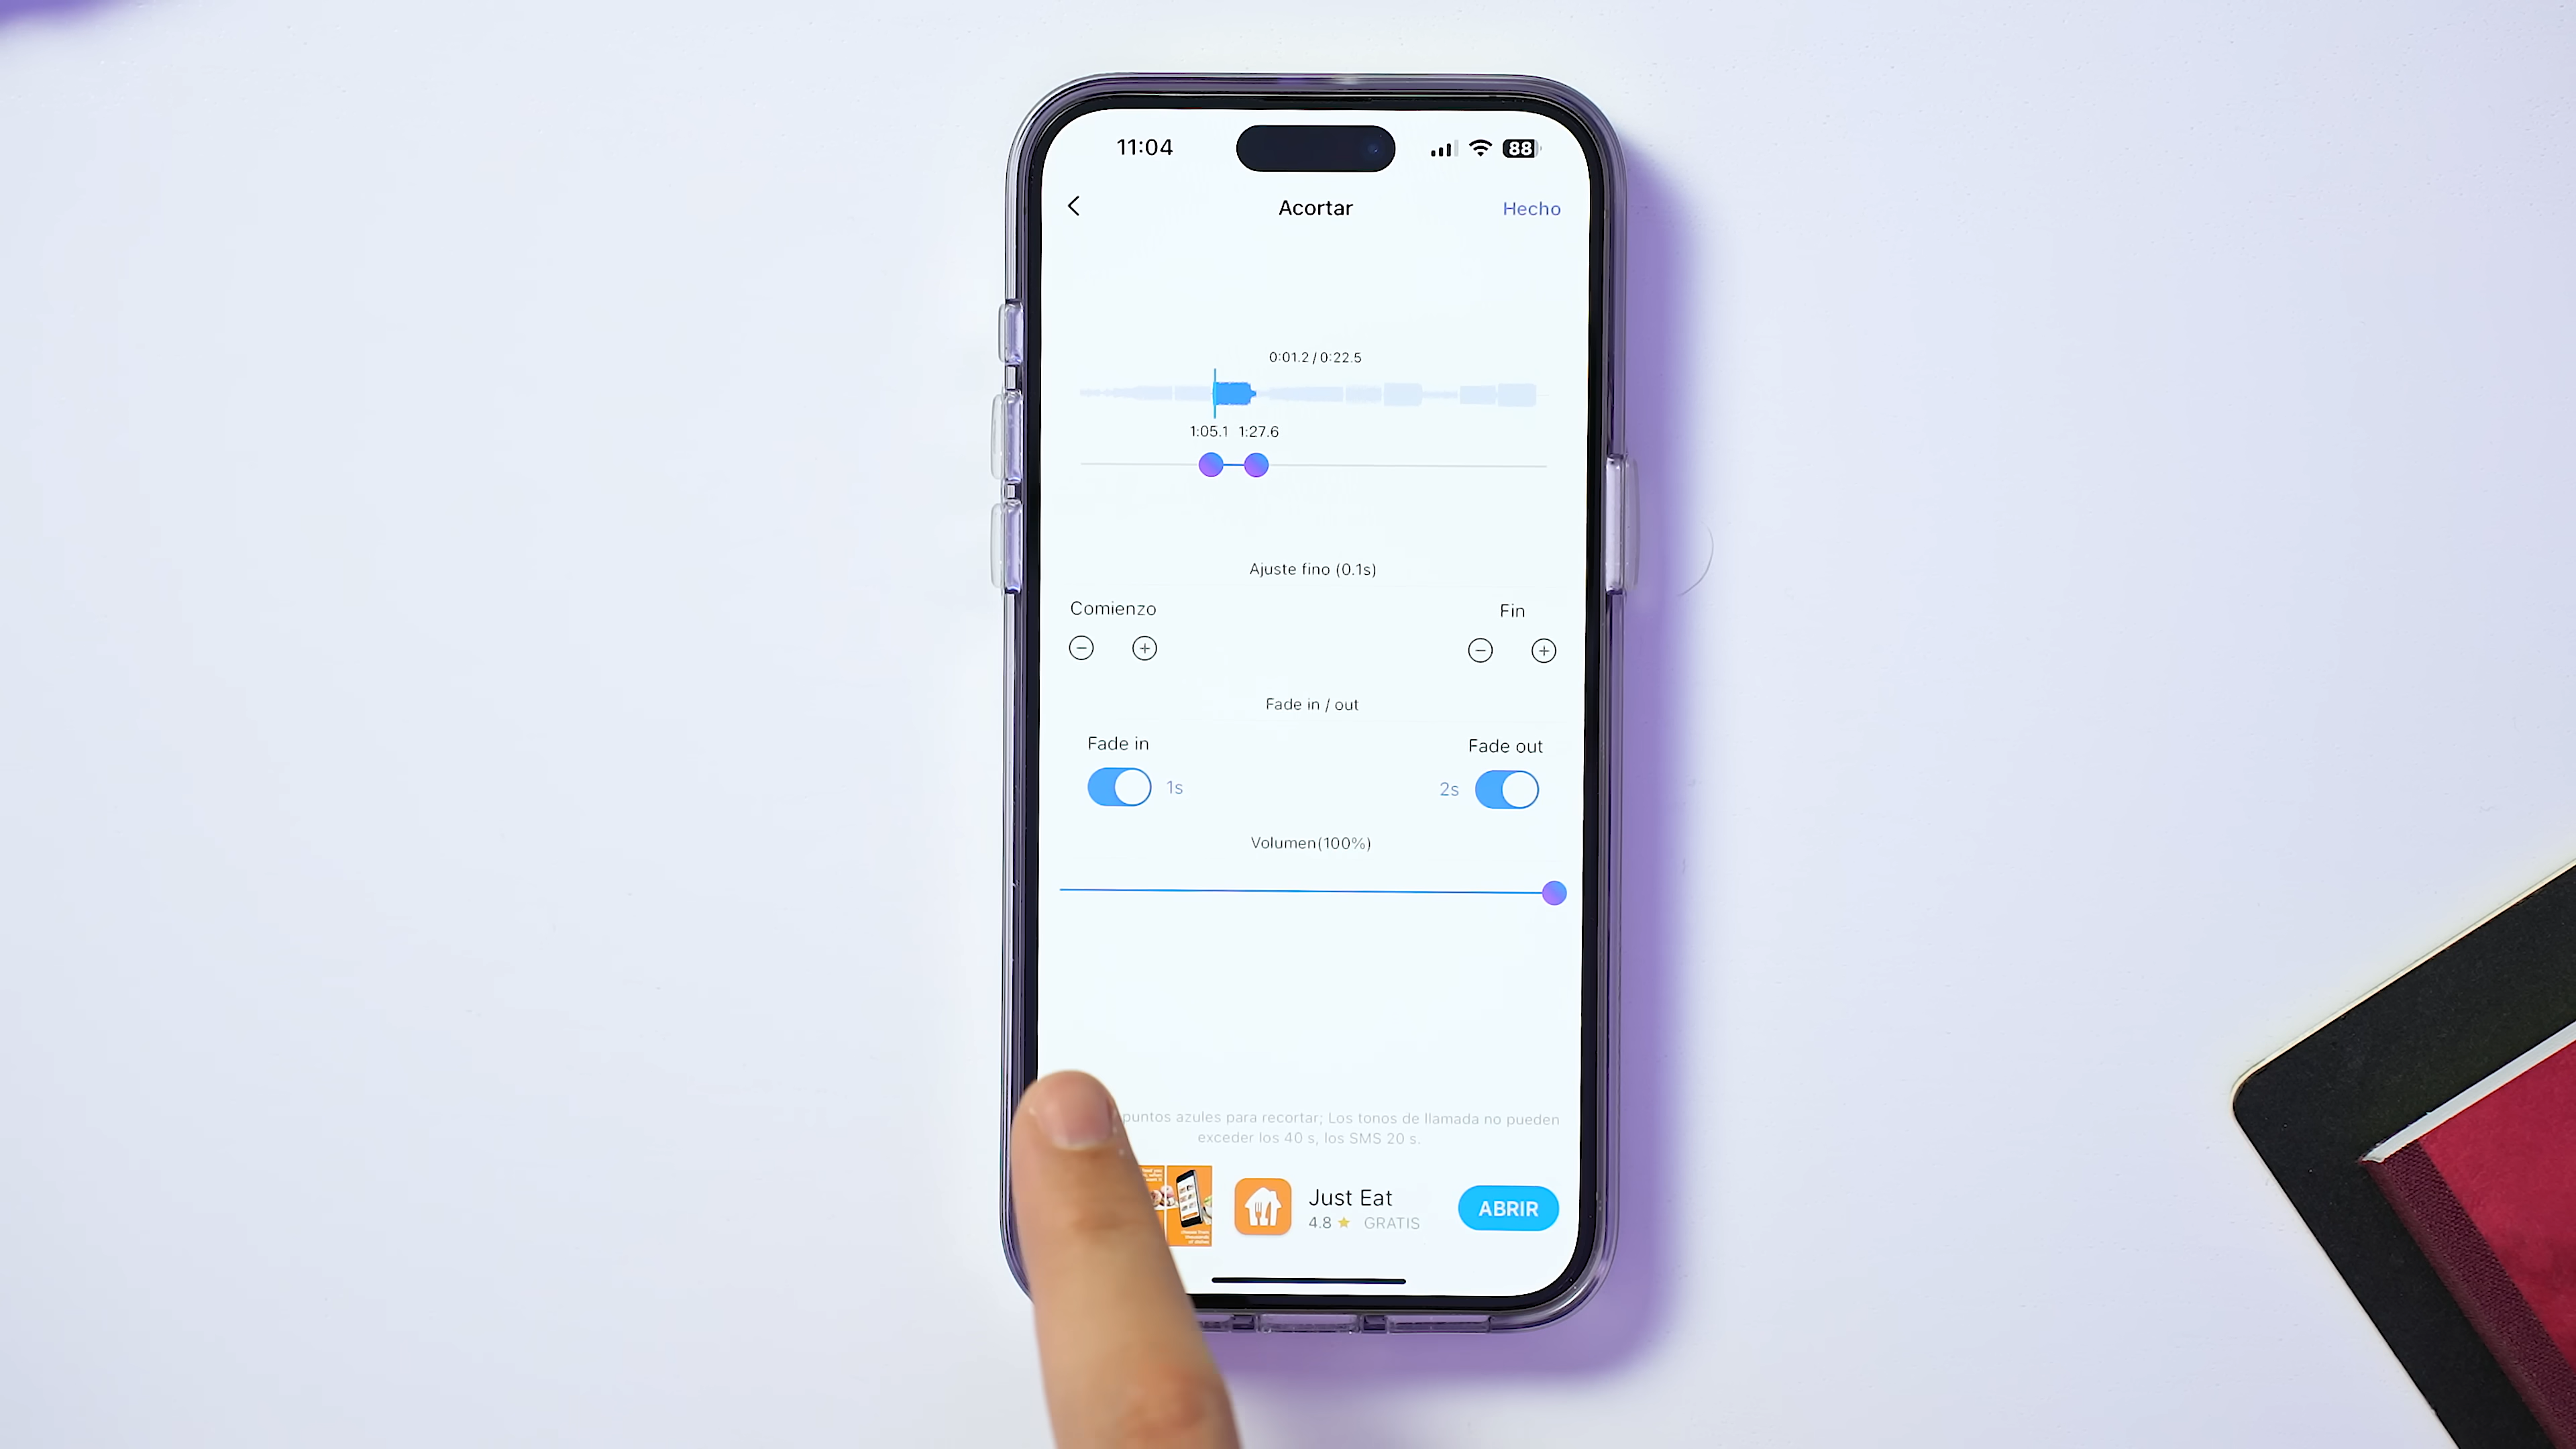 11:04
88
Acortar
Hecho
0:01.2 / 0:22.5
1:05.1 1:27.6
Ajuste fino (0.1s)
Comienzo
Fin
Fade in / out
Fade in
Fade out
1s
2s
Volumen(100%)
puntos azules para recortar; Los tonos de llamada no pueden
exceder los 40 s, los SMS 20 s.
Just Eat
4.8 ★ GRATIS
ABRIR